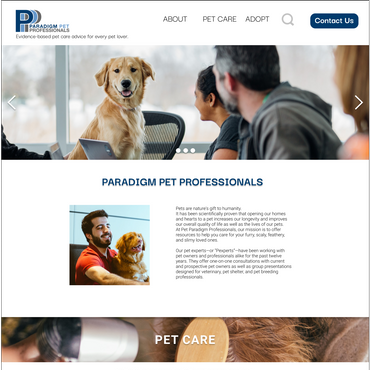 PARADIGM PET
PROFESSIONALS
Evidence-based pet care advice for every pet lover.
ABOUT PET CARE ADOPT
Contact Us
PARADIGM PET PROFESSIONALS
Pets are nature's gift to humanity.
It has been scientifically proven that opening our homes
and hearts to a pet increases our longevity and improves
our overall quality of life as well as the lives of our pets.
At Pet Paradigm Professionals, our mission is to offer
resources to help you care for your furry, scaly, feathery,
and slimy loved ones.
Our pet experts—or "Pexperts"—have been working with
pet owners and professionals alike for the past twelve
years. They offer one-on-one consultations with current
and prospective pet owners as well as group presentations
designed for veterinary, pet shelter, and pet breeding
professionals.
PET CARE